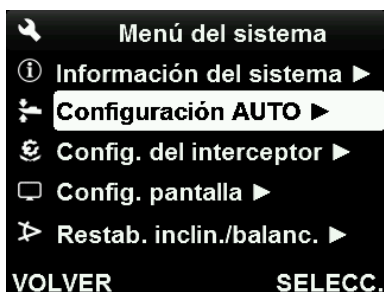 Menú del sistema
Información del sistema ▶
Configuración AUTO ▶
Config. del interceptor ▶
Config. pantalla ▶
Restab. inclin./balanc. ▶
VOLVER SELECC.